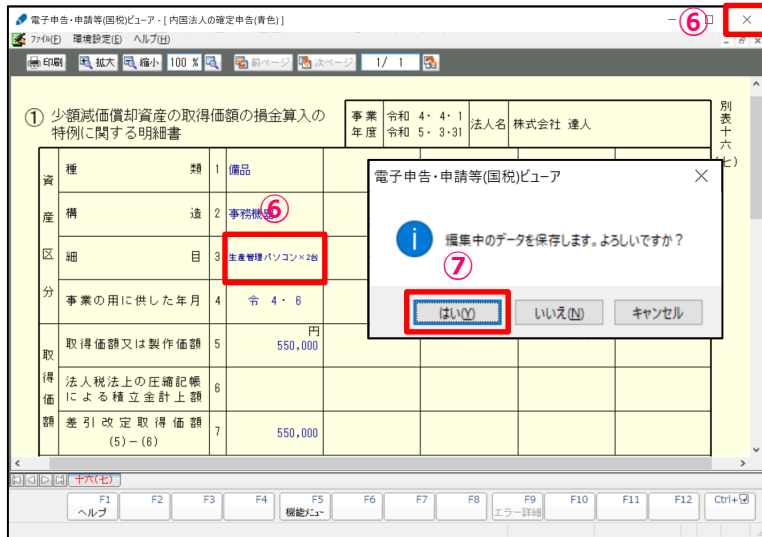 電子申告・申請等(国税)ビューア - [ 内国法人の確定申告(青色) ]
⑥
ファイル(F) 環境設定(E) ヘルプ(H)
印刷 拡大 縮小 100 % 前ページ 次ページ 1/ 1
① 少額減価償却資産の取得価額の損金算入の
特例に関する明細書
事業年度 令和 4・ 4・ 1
令和 5・ 3・31
法人名 株式会社 達人
別表十六(七)
資産区分
種類 1 備品
構造 2 事務機器
⑥
細目 3 生産管理パソコン×2台
事業の用に供した年月 4 令 4・ 6
取得価額
取得価額又は製作価額 5 円
550,000
法人税法上の圧縮記帳
による積立金計上額 6
差引改定取得価額
(5)-(6) 7 550,000
電子申告・申請等(国税)ビューア
編集中のデータを保存します。よろしいですか?
⑦
はい(Y) いいえ(N) キャンセル
十六(七)
F1 F2 F3 F4 F5 F6 F7 F8 F9 F10 F11 F12 Ctrl+
ヘルプ 機能メニュー エラー詳細